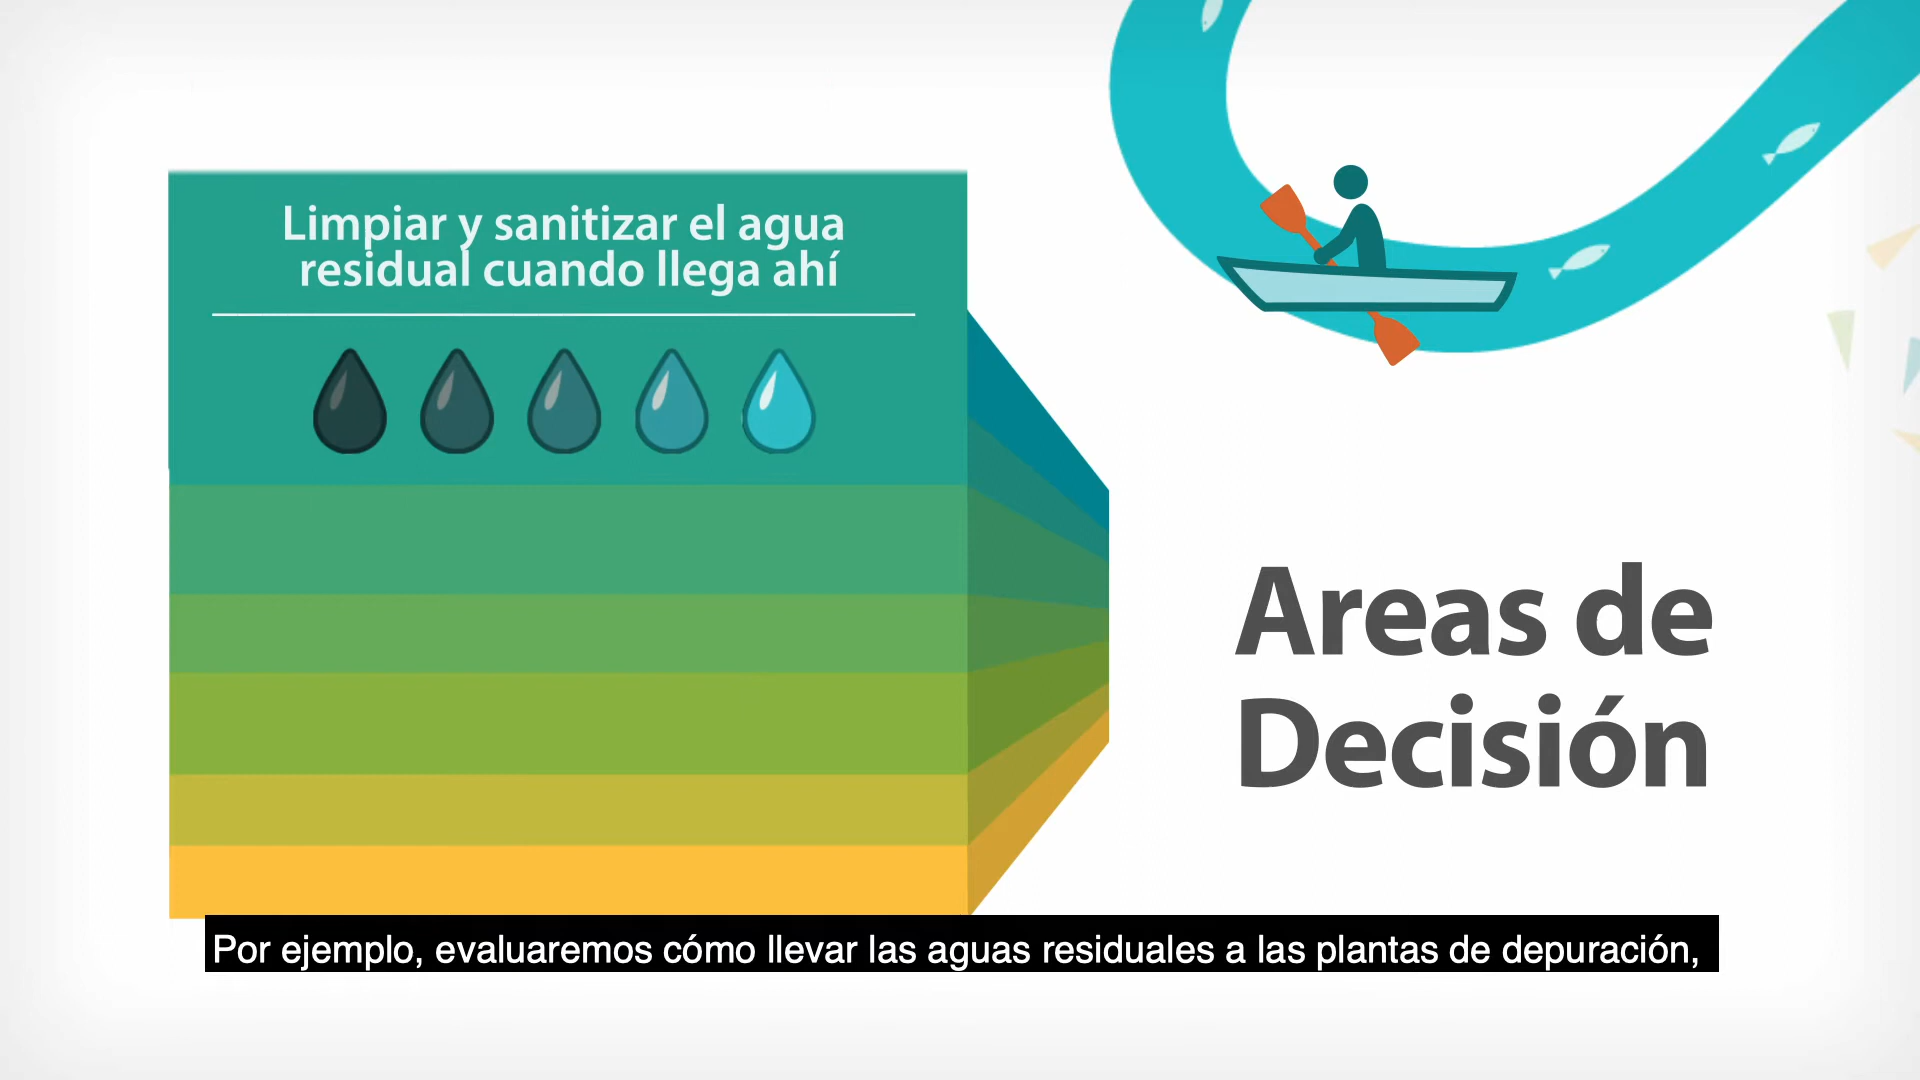 Limpiar y sanitizar el agua
residual cuando llega ahí
Areas de
Decisión
Por ejemplo, evaluaremos cómo llevar las aguas residuales a las plantas de depuración,